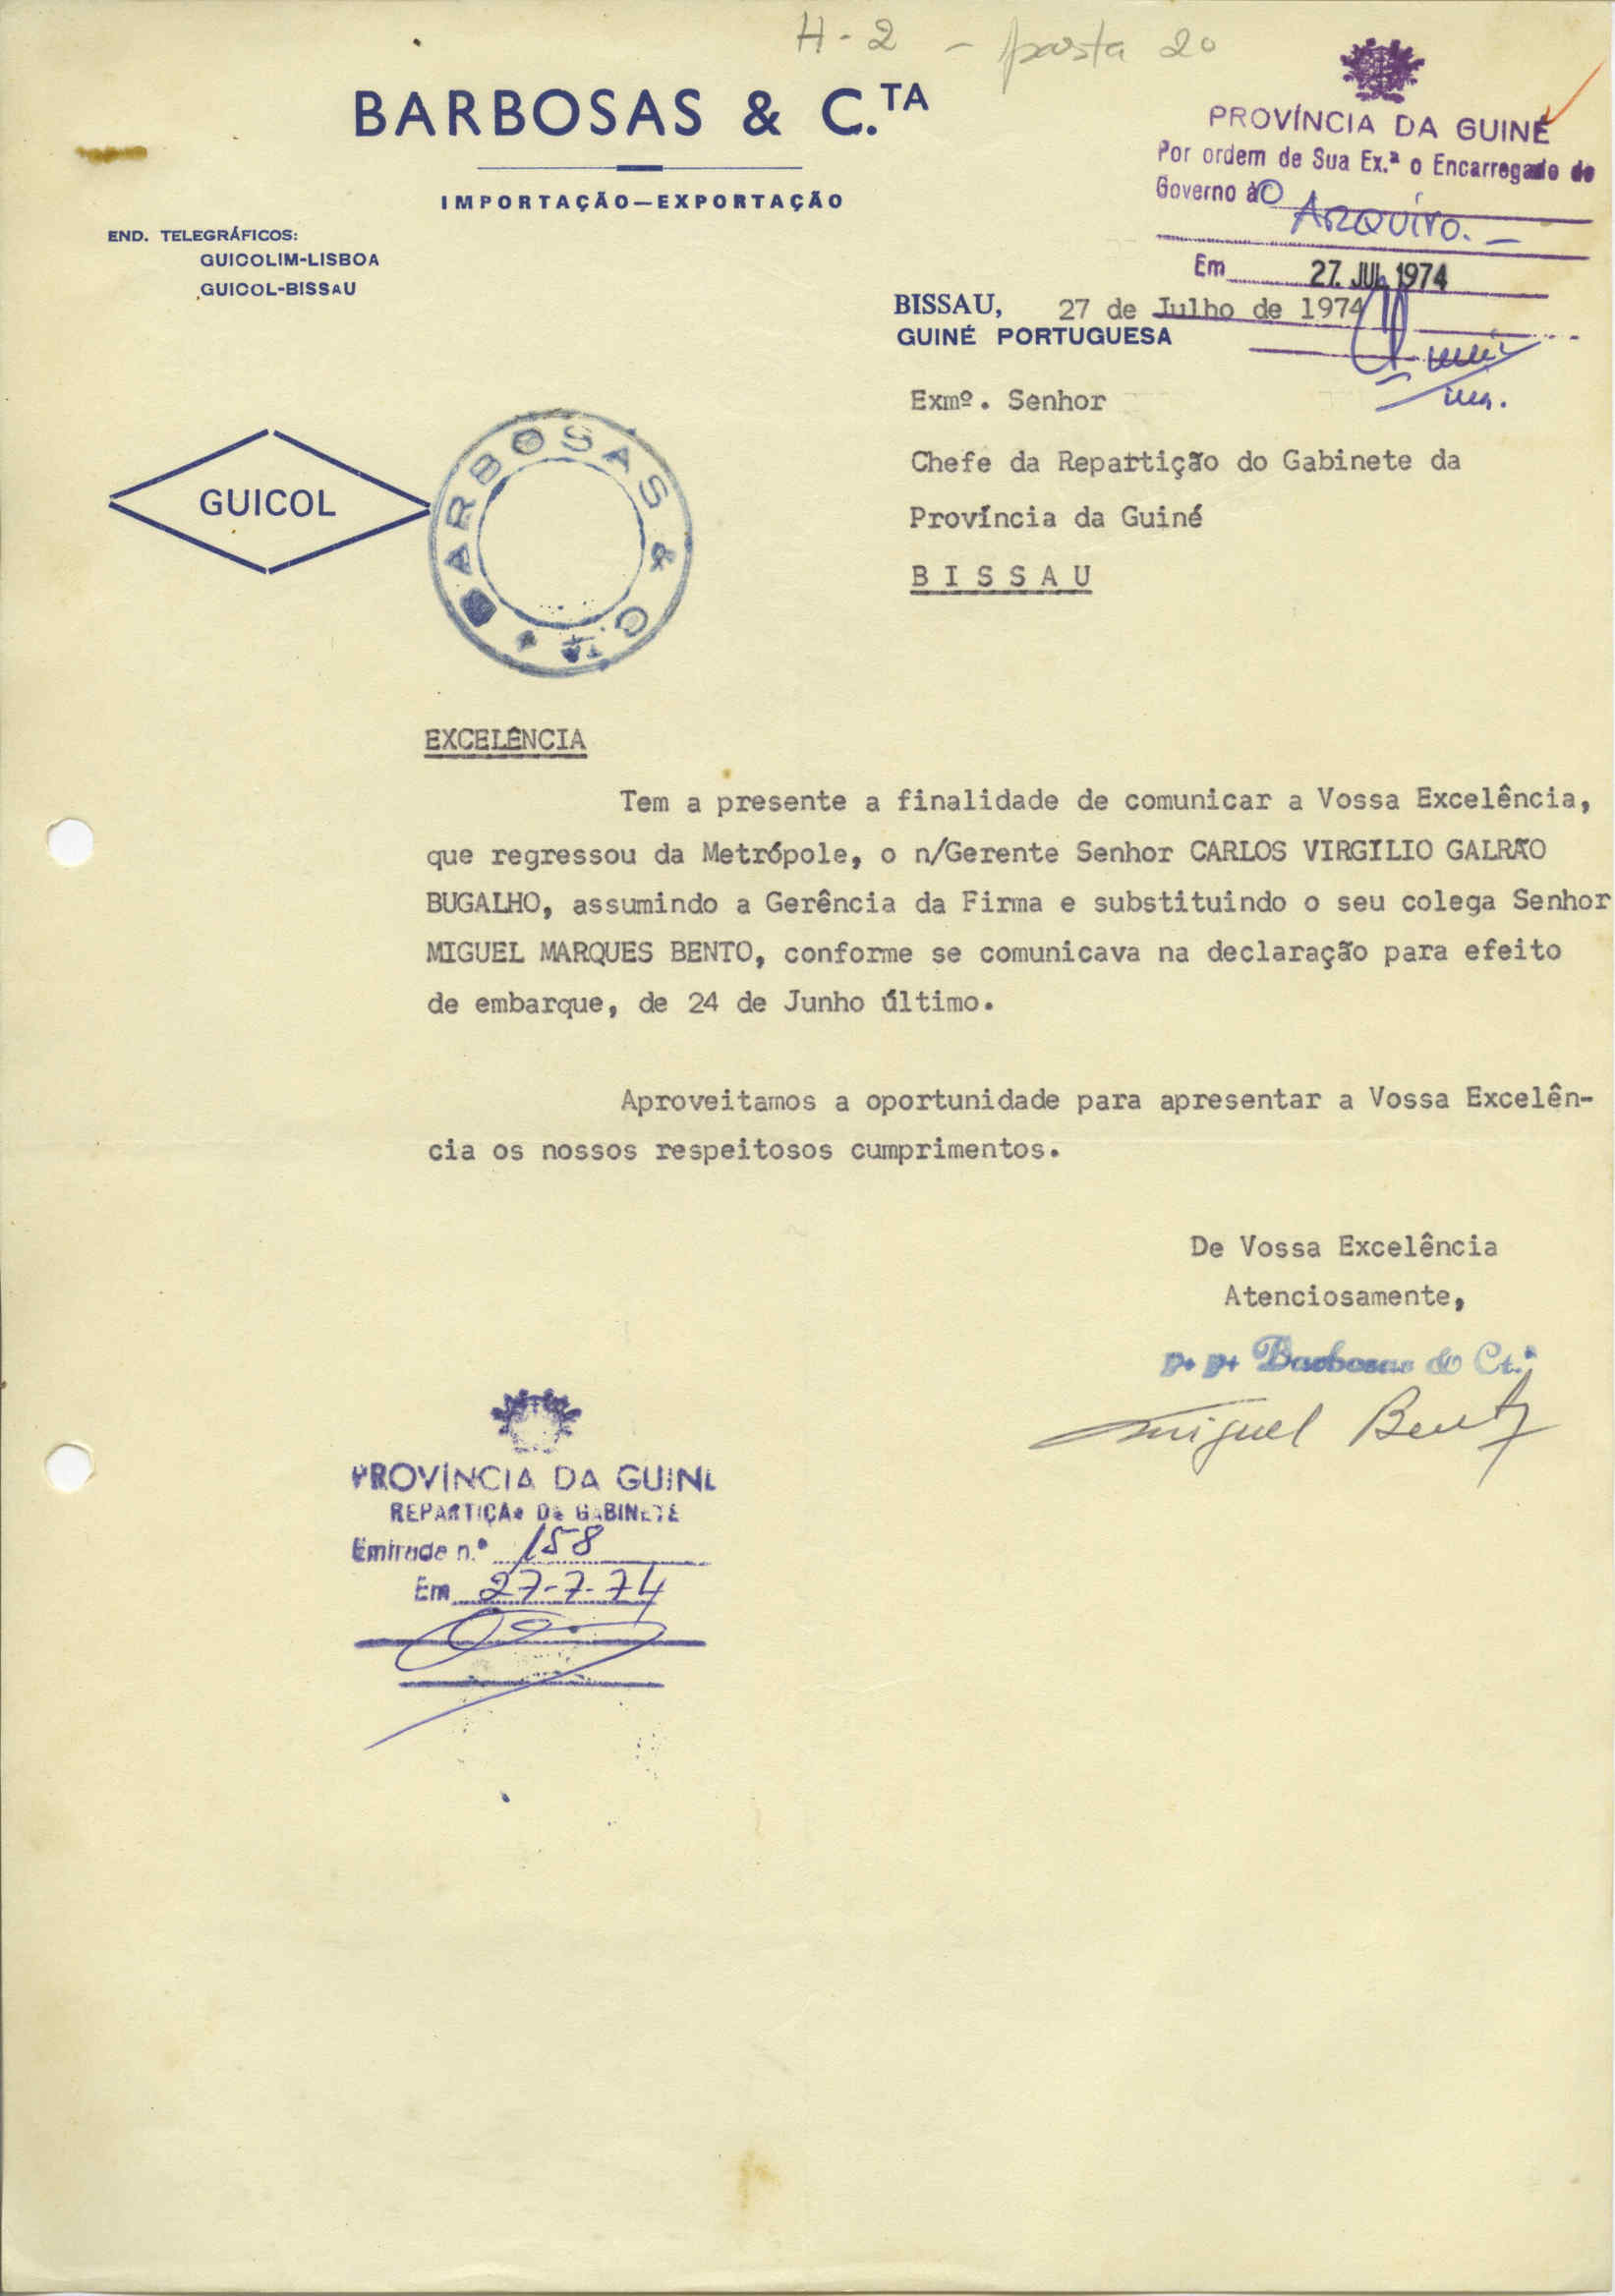 H-2 - pasta 20
BARBOSAS & C.TA
IMPORTAÇÃO—EXPORTAÇÃO
END. TELEGRÁFICOS:
GUICOLIM-LISBOA
GUICOL-BISSAU
PROVÍNCIA DA GUINÉ
Por ordem de Sua Ex.ª o Encarregado do
Governo àO
ARQUIVO.—
Em 27. JUL 1974
BISSAU, 27 de Julho de 1974
GUINÉ PORTUGUESA
Exmº. Senhor
Chefe da Repartição do Gabinete da
Província da Guiné
B I S S A U
GUICOL
BARBOSAS & C.TA
EXCELÊNCIA
Tem a presente a finalidade de comunicar a Vossa Excelência,
que regressou da Metrópole, o n/Gerente Senhor CARLOS VIRGILIO GALRÃO
BUGALHO, assumindo a Gerência da Firma e substituindo o seu colega Senhor
MIGUEL MARQUES BENTO, conforme se comunicava na declaração para efeito
de embarque, de 24 de Junho último.
Aproveitamos a oportunidade para apresentar a Vossa Excelên-
cia os nossos respeitosos cumprimentos.
De Vossa Excelência
Atenciosamente,
p. p. Barbosas & Ct.ª
Miguel Bento
PROVÍNCIA DA GUINÉ
REPARTIÇÃO DO GABINETE
Entrada n.º 158
Em 27-7-74